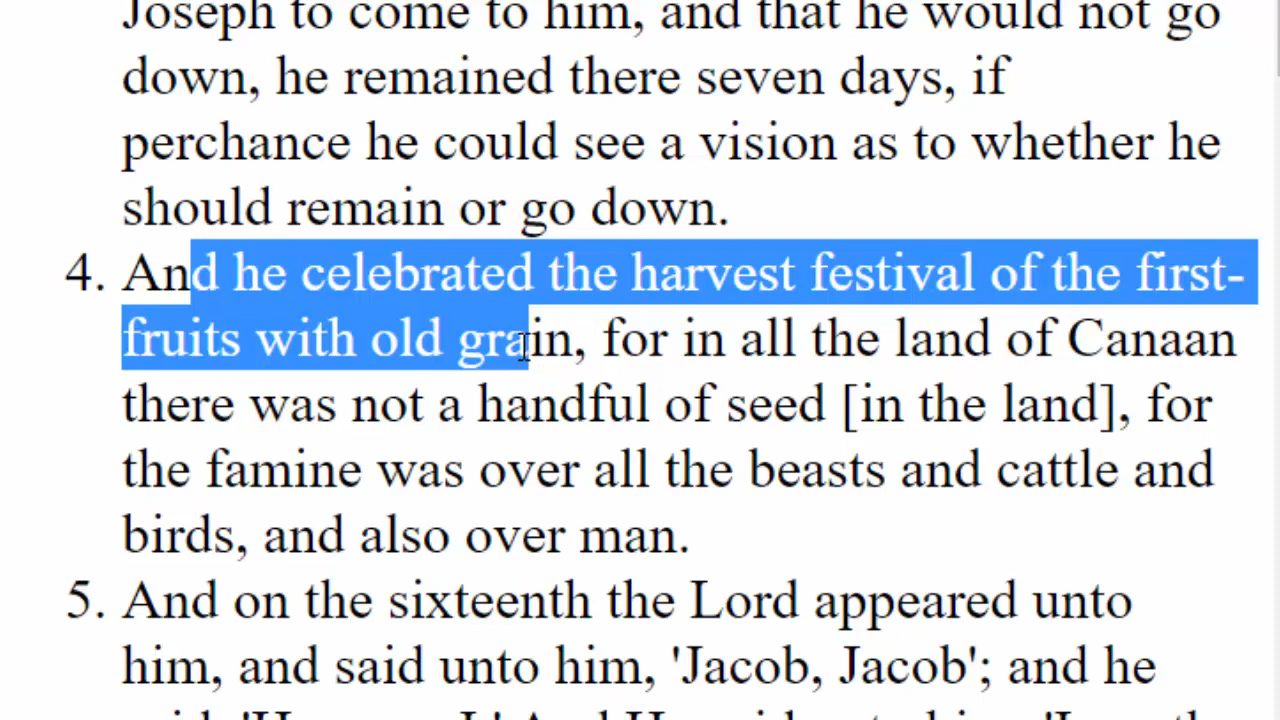 Joseph to come to him, and that he would not go
down, he remained there seven days, if
perchance he could see a vision as to whether he
should remain or go down.
4. And he celebrated the harvest festival of the first-
fruits with old grain, for in all the land of Canaan
there was not a handful of seed [in the land], for
the famine was over all the beasts and cattle and
birds, and also over man.
5. And on the sixteenth the Lord appeared unto
him, and said unto him, 'Jacob, Jacob'; and he